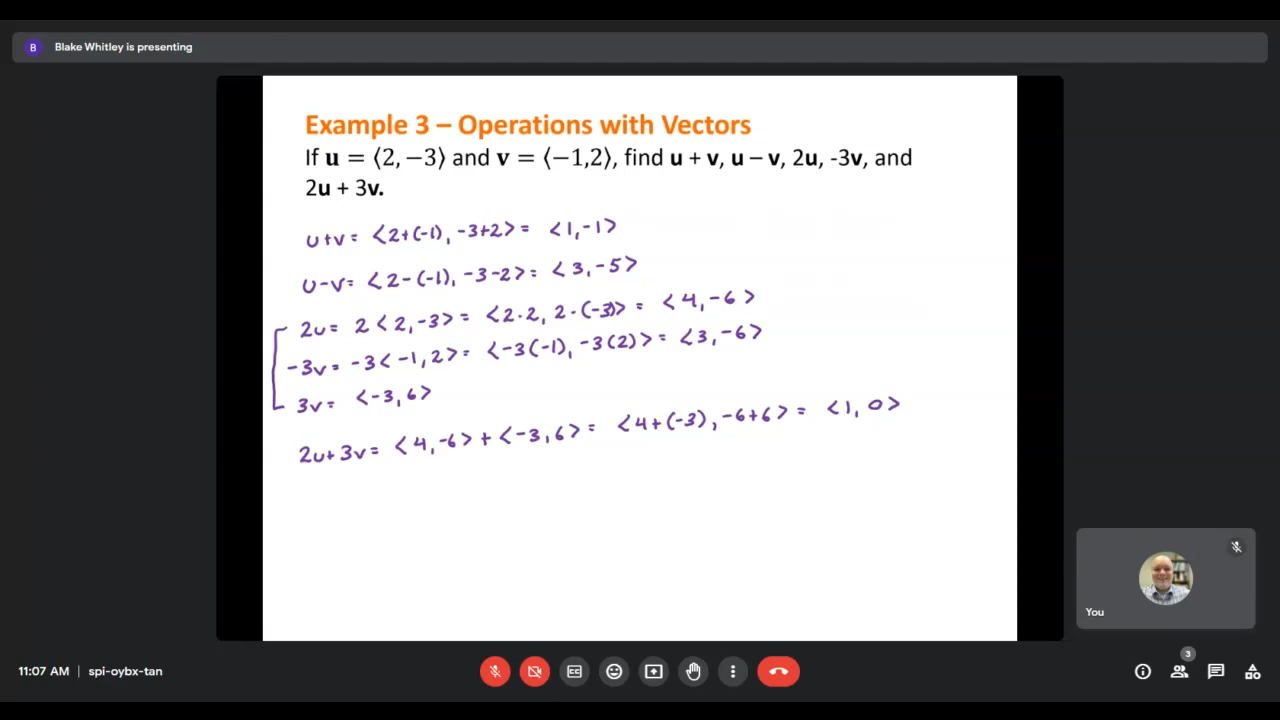 B Blake Whitley is presenting
Example 3 – Operations with Vectors
If u = ⟨2, −3⟩ and v = ⟨−1,2⟩, find u + v, u – v, 2u, -3v, and
2u + 3v.
u+v= <2+(-1), -3+2> = <1,-1>
u-v= <2-(-1), -3-2> = <3,-5>
2u= 2<2,-3> = <2·2, 2·(-3)> = <4,-6>
-3v= -3<-1,2> = <-3(-1), -3(2)> = <3,-6>
3v= <-3,6>
2u+3v= <4,-6>+<-3,6> = <4+(-3), -6+6> = <1,0>
You
3
11:07 AM | spi-oybx-tan
CC